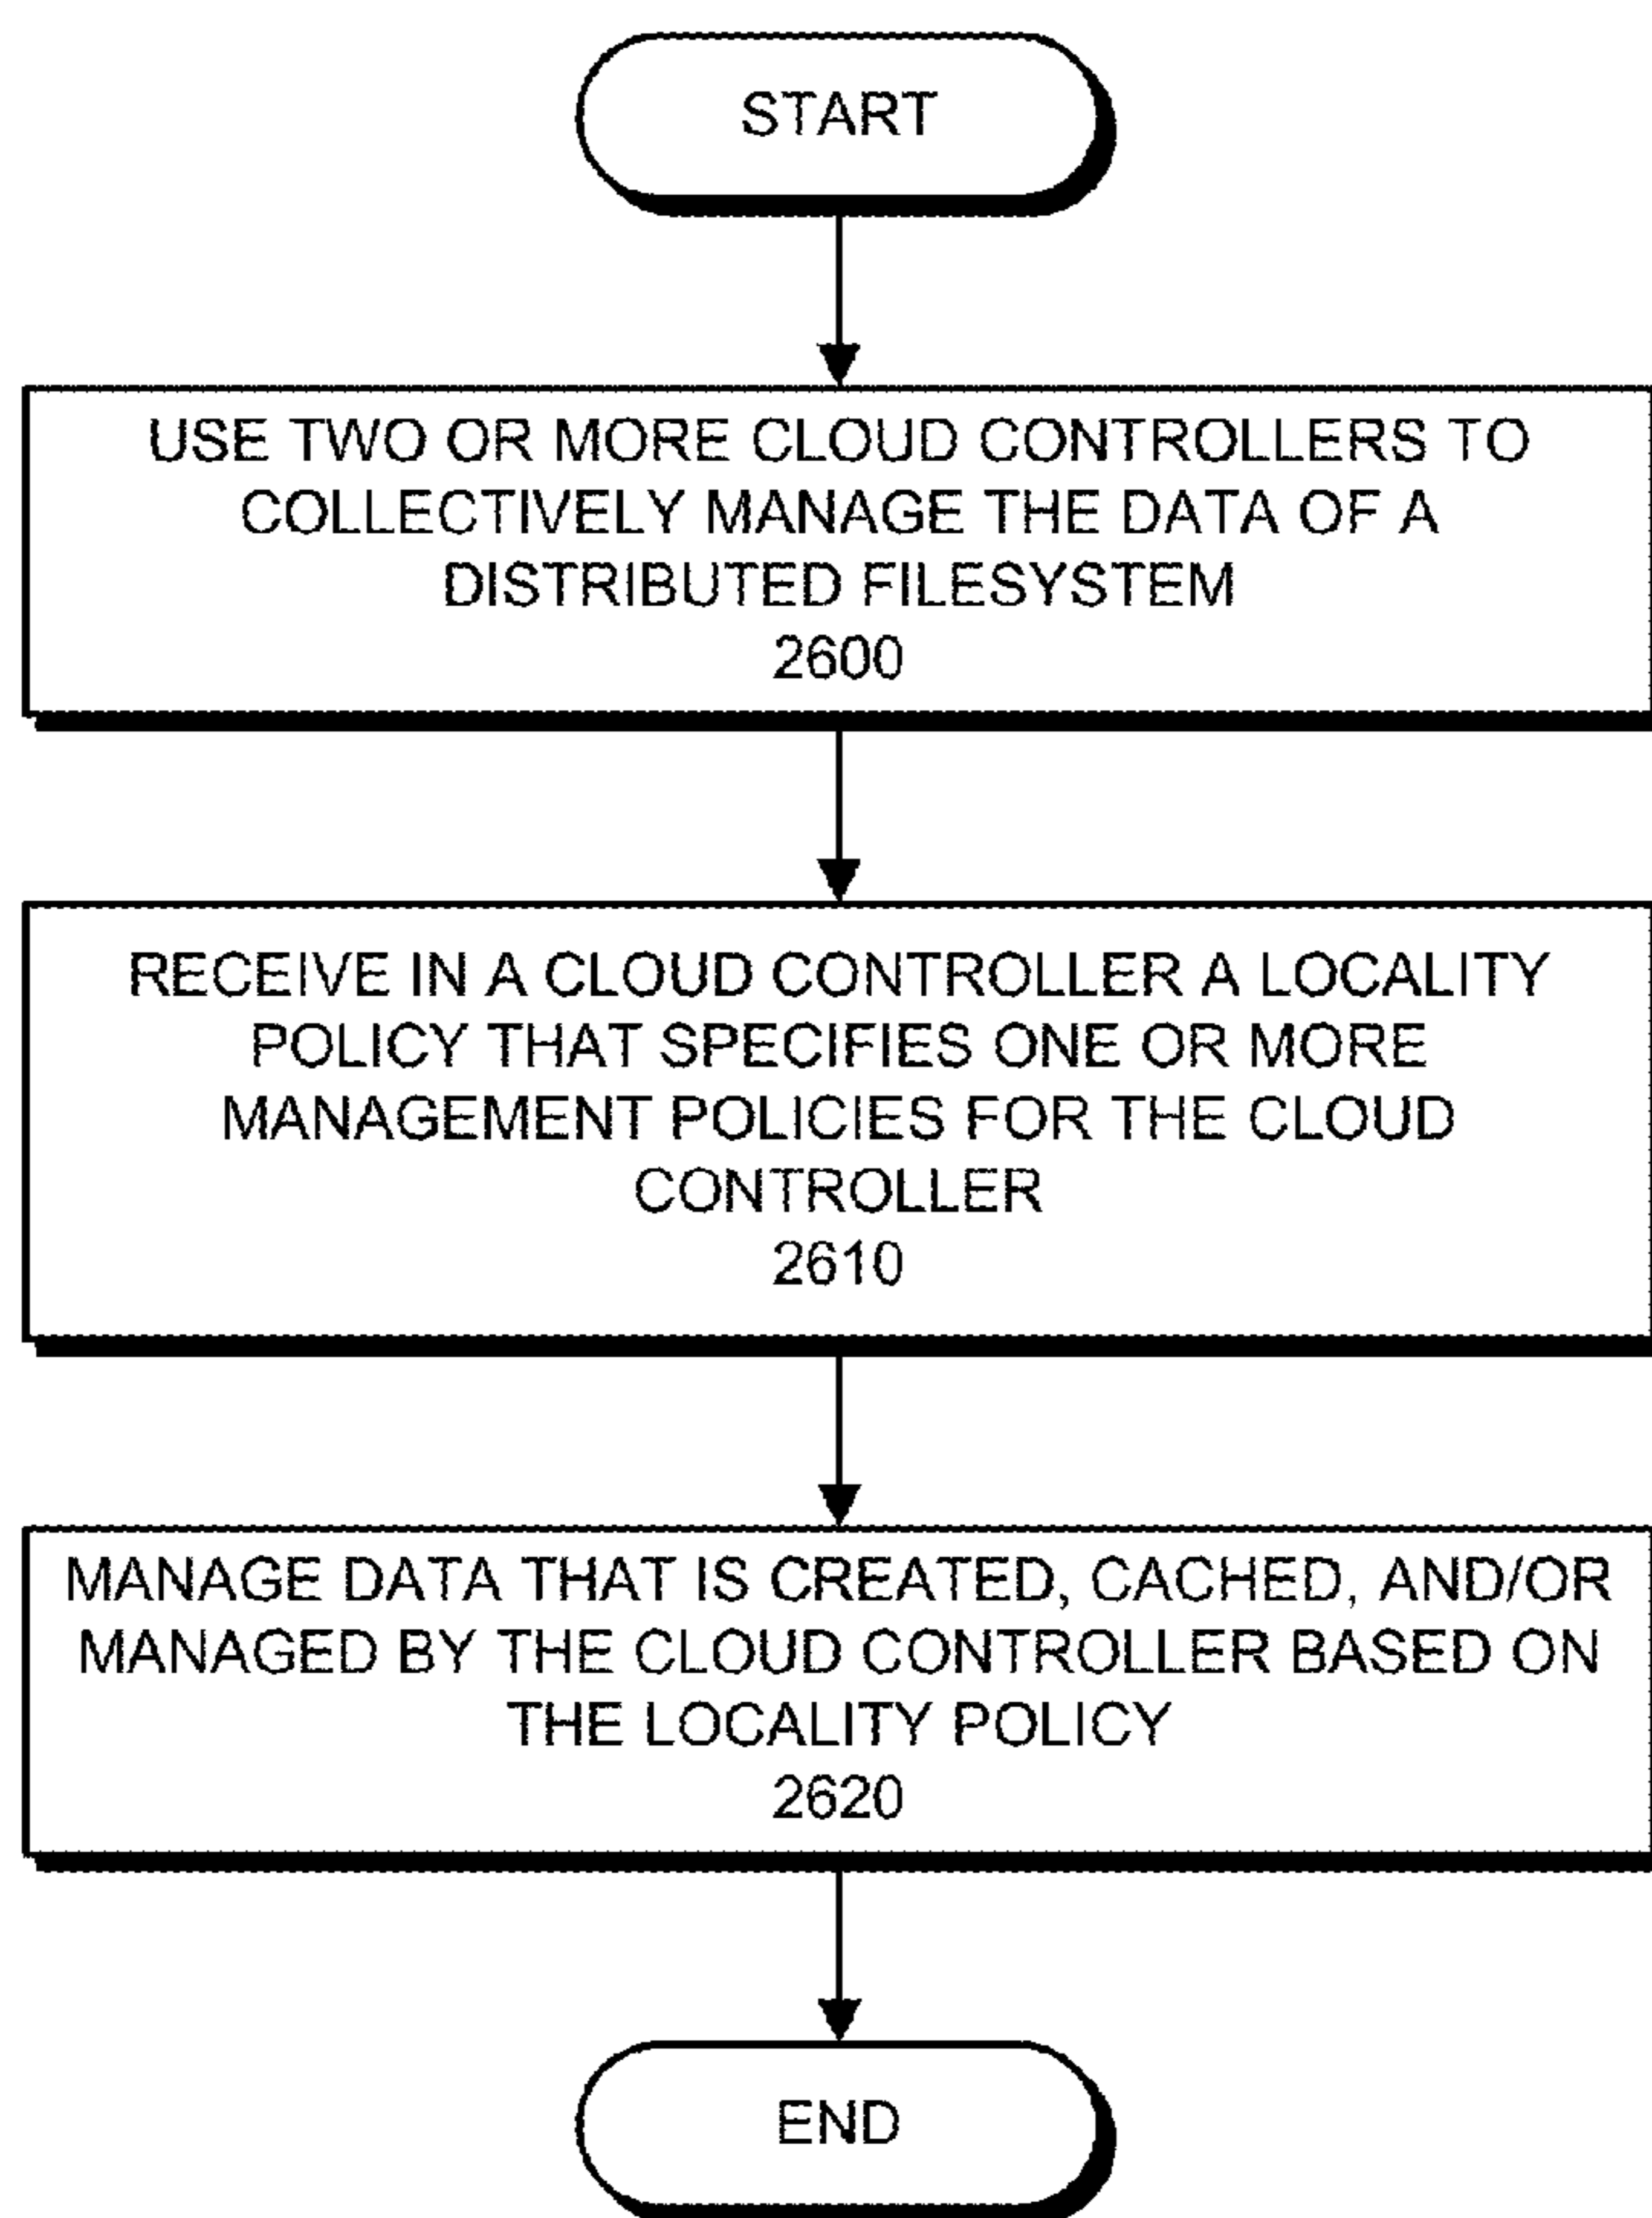 START
USE TWO OR MORE CLOUD CONTROLLERS TO
COLLECTIVELY MANAGE THE DATA OF A
DISTRIBUTED FILESYSTEM
2600
RECEIVE IN A CLOUD CONTROLLER A LOCALITY
POLICY THAT SPECIFIES ONE OR MORE
MANAGEMENT POLICIES FOR THE CLOUD
CONTROLLER
2610
MANAGE DATA THAT IS CREATED, CACHED, AND/OR
MANAGED BY THE CLOUD CONTROLLER BASED ON
THE LOCALITY POLICY
2620
END